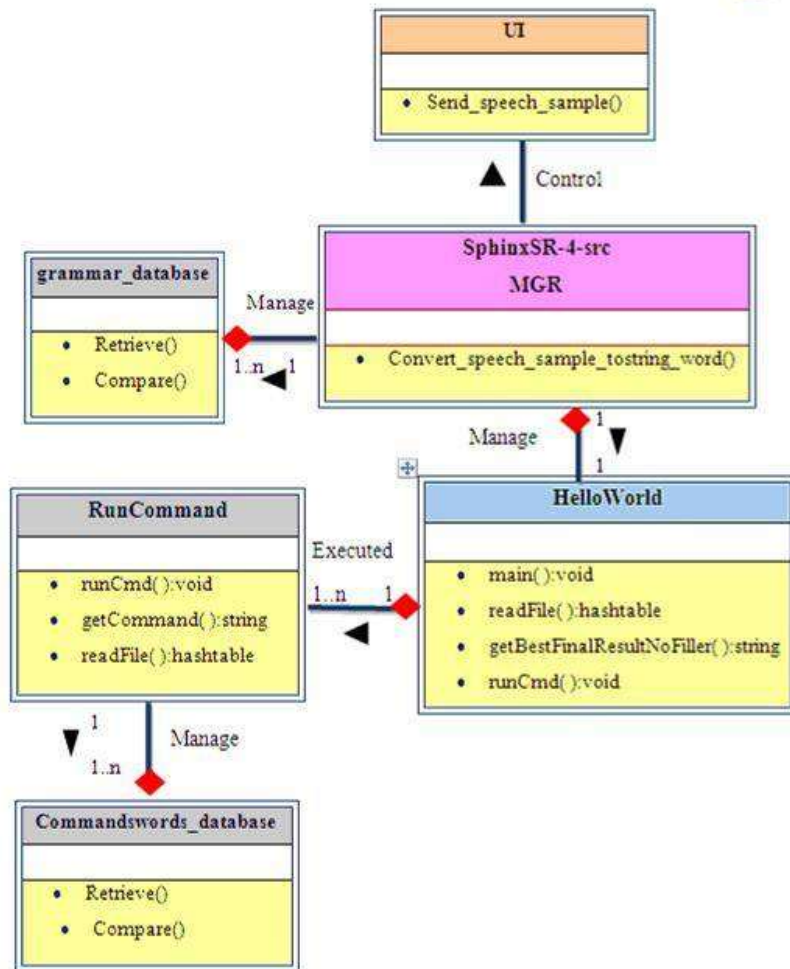 UI
• Send_speech_sample()
Control
SphinxSR-4-src
MGR
• Convert_speech_sample_tostring_word()
grammar_database
• Retrieve()
• Compare()
Manage
1..n 1
Manage
1
1
HelloWorld
• main( ):void
• readFile( ):hashtable
• getBestFinalResultNoFiller( ):string
• runCmd( ):void
Executed
1..n 1
RunCommand
• runCmd( ):void
• getCommand( ):string
• readFile( ):hashtable
1
Manage
1..n
Commandswords_database
• Retrieve()
• Compare()